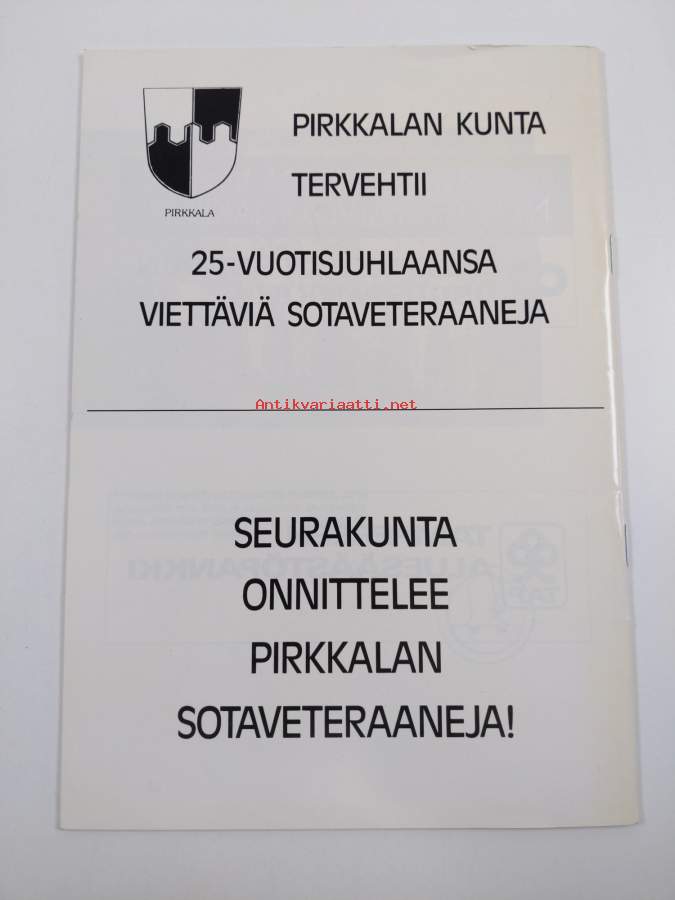 PIRKKALA
PIRKKALAN KUNTA
TERVEHTII
25-VUOTISJUHLAANSA
VIETTÄVIÄ SOTAVETERAANEJA
Antikvariaatti.net
SEURAKUNTA
ONNITTELEE
PIRKKALAN
SOTAVETERAANEJA!